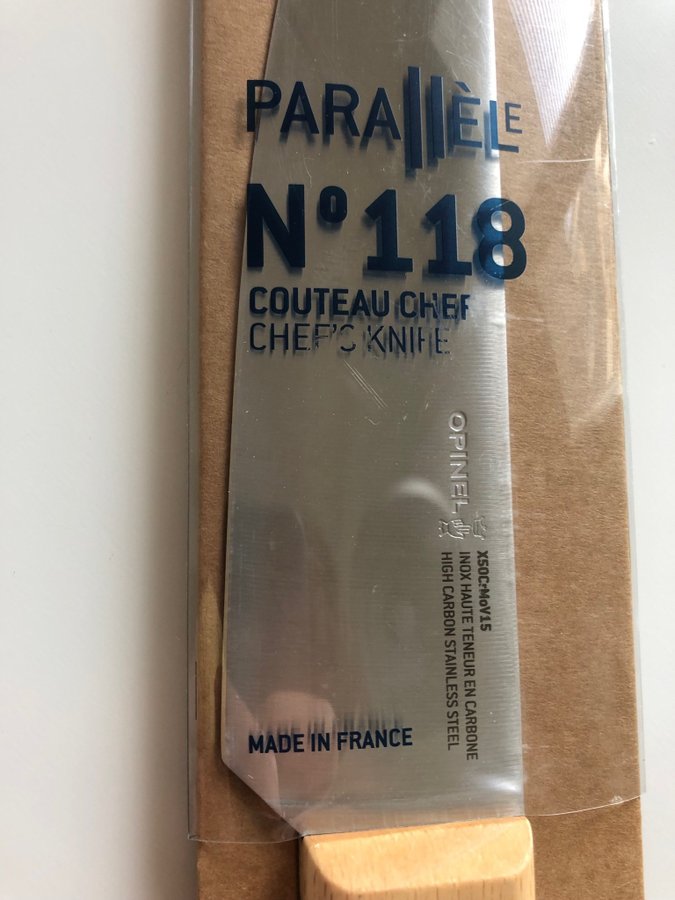 PARALLÈLE
Nº118
COUTEAU CHEF
CHEF'S KNIFE
OPINEL
X50CrMoV15
INOX HAUTE TENEUR EN CARBONE
HIGH CARBON STAINLESS STEEL
MADE IN FRANCE